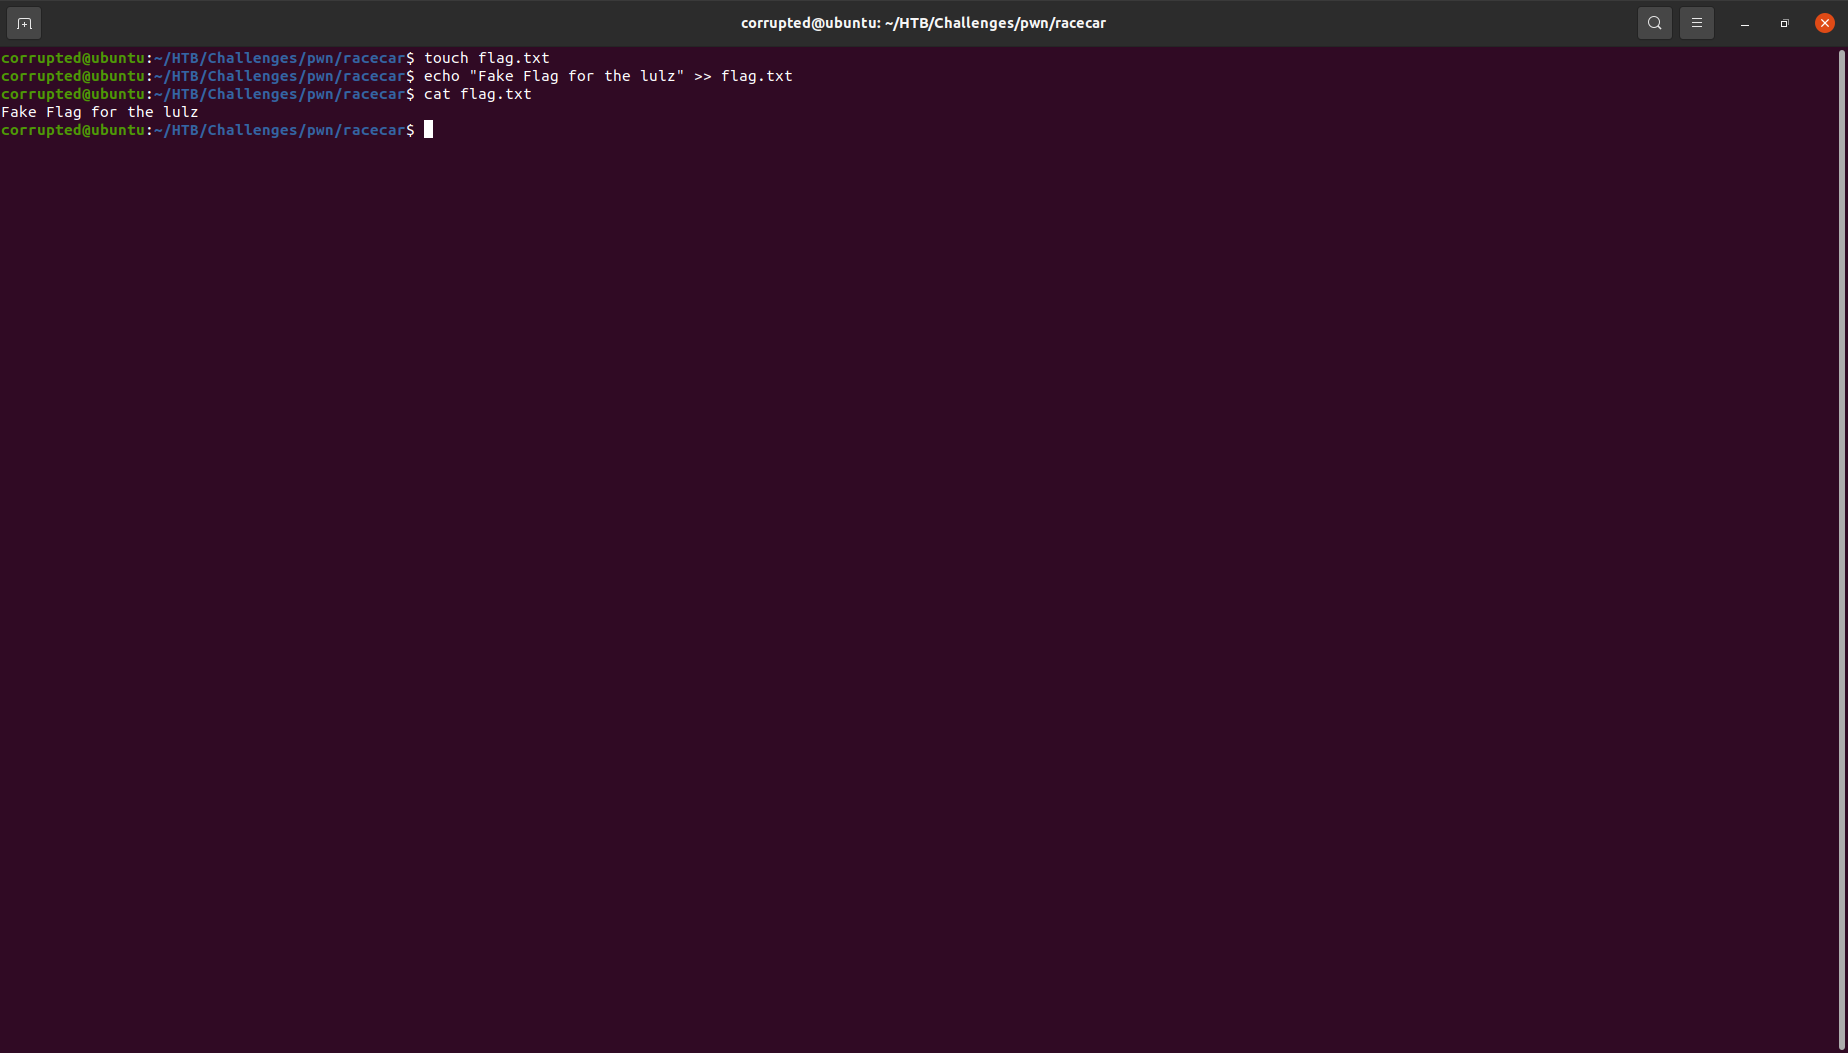 corrupted@ubuntu: ~/HTB/Challenges/pwn/racecar
corrupted@ubuntu:~/HTB/Challenges/pwn/racecar$ touch flag.txt
corrupted@ubuntu:~/HTB/Challenges/pwn/racecar$ echo "Fake Flag for the lulz" >> flag.txt
corrupted@ubuntu:~/HTB/Challenges/pwn/racecar$ cat flag.txt
Fake Flag for the lulz
corrupted@ubuntu:~/HTB/Challenges/pwn/racecar$